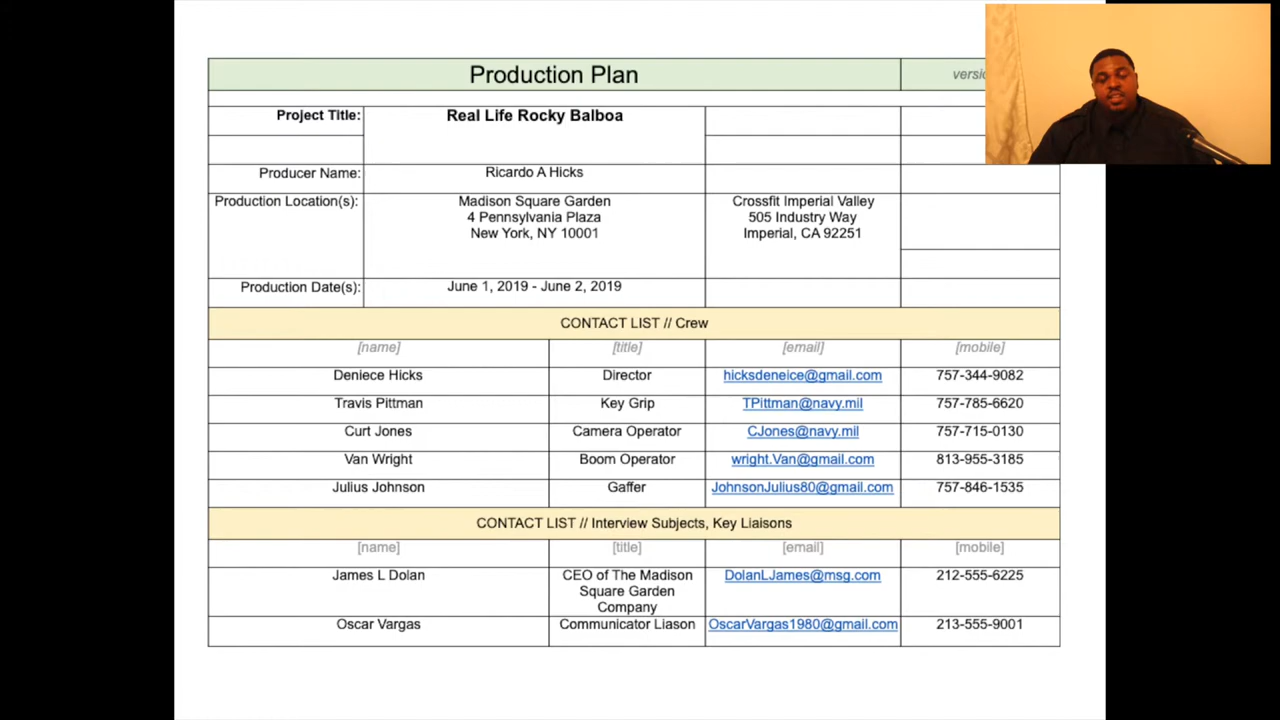 Production Plan
Project Title: Real Life Rocky Balboa
Producer Name: Ricardo A Hicks
Production Location(s): Madison Square Garden Crossfit Imperial Valley
4 Pennsylvania Plaza 505 Industry Way
New York, NY 10001 Imperial, CA 92251
Production Date(s): June 1, 2019 - June 2, 2019
CONTACT LIST // Crew
[name] [title] [email] [mobile]
Deniece Hicks Director hicksdeneice@gmail.com 757-344-9082
Travis Pittman Key Grip TPittman@navy.mil 757-785-6620
Curt Jones Camera Operator CJones@navy.mil 757-715-0130
Van Wright Boom Operator wright.Van@gmail.com 813-955-3185
Julius Johnson Gaffer JohnsonJulius80@gmail.com 757-846-1535
CONTACT LIST // Interview Subjects, Key Liaisons
[name] [title] [email] [mobile]
James L Dolan CEO of The Madison DolanLJames@msg.com 212-555-6225
Square Garden
Company
Oscar Vargas Communicator Liason OscarVargas1980@gmail.com 213-555-9001